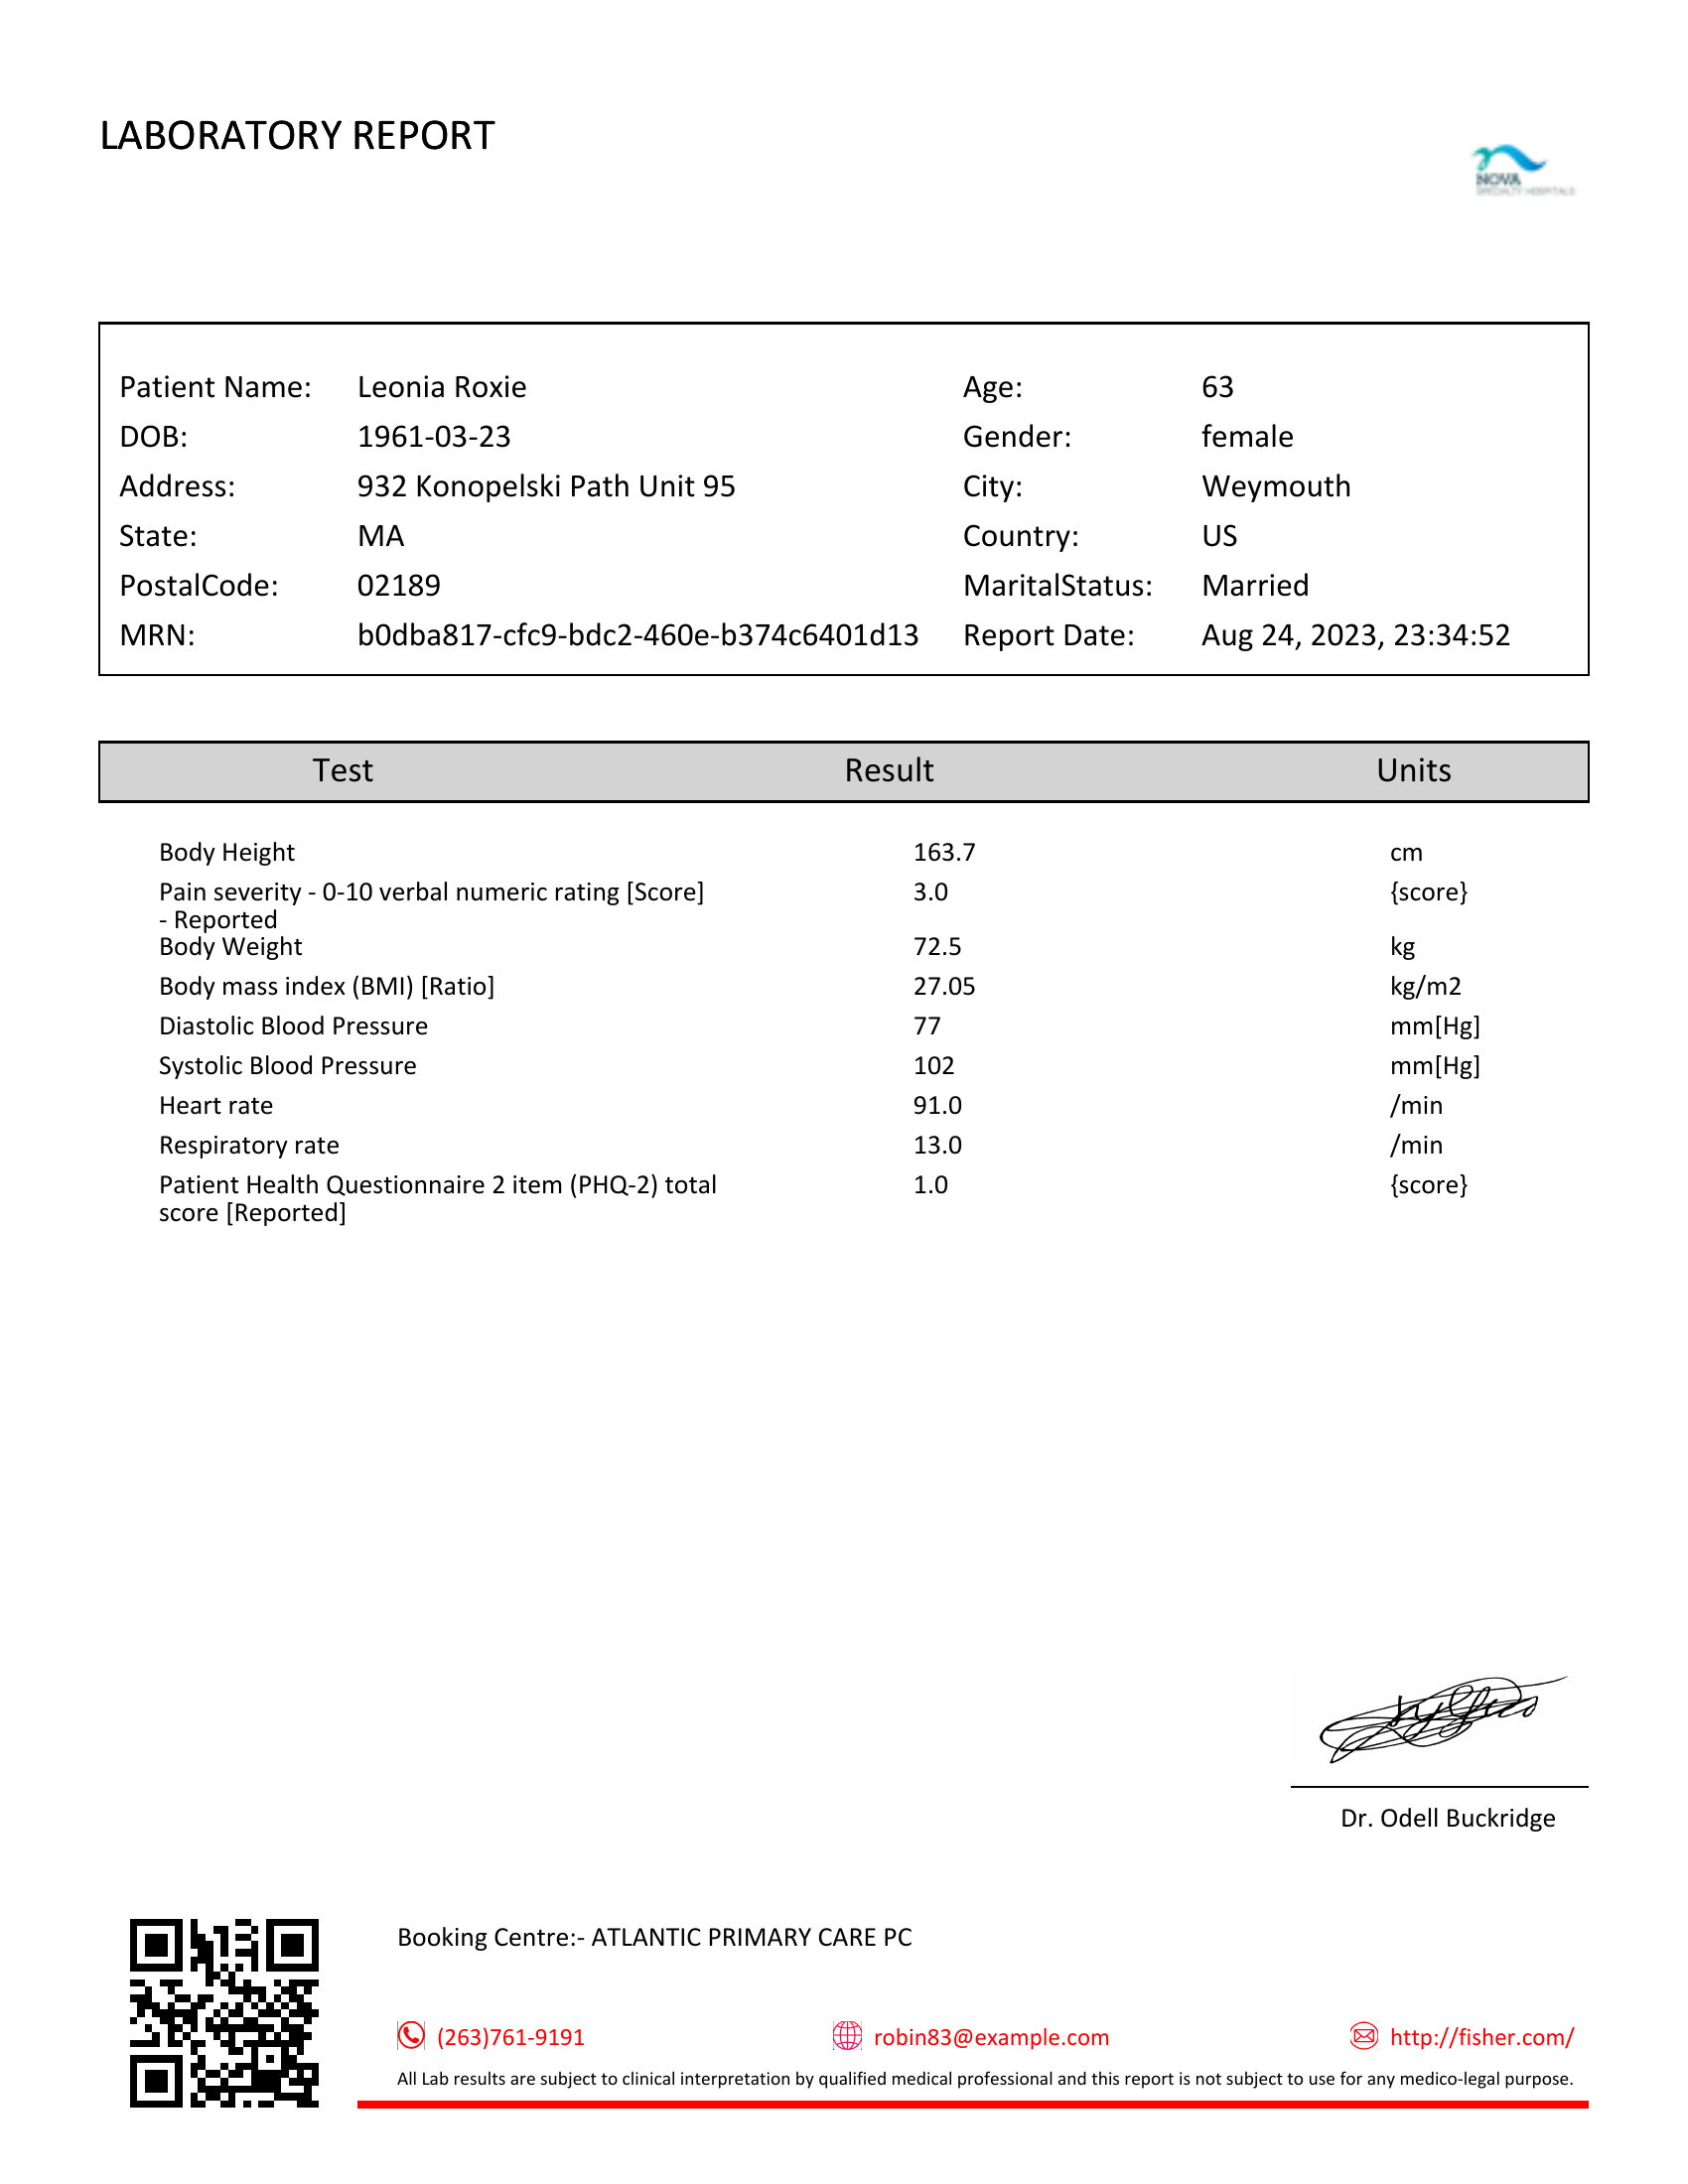 LABORATORY REPORT
NOVA
SPECIALTY HOSPITALS
Patient Name: Leonia Roxie Age: 63
DOB: 1961-03-23 Gender: female
Address: 932 Konopelski Path Unit 95 City: Weymouth
State: MA Country: US
PostalCode: 02189 MaritalStatus: Married
MRN: b0dba817-cfc9-bdc2-460e-b374c6401d13 Report Date: Aug 24, 2023, 23:34:52
Test Result Units
Body Height 163.7 cm
Pain severity - 0-10 verbal numeric rating [Score] 3.0 {score}
- Reported
Body Weight 72.5 kg
Body mass index (BMI) [Ratio] 27.05 kg/m2
Diastolic Blood Pressure 77 mm[Hg]
Systolic Blood Pressure 102 mm[Hg]
Heart rate 91.0 /min
Respiratory rate 13.0 /min
Patient Health Questionnaire 2 item (PHQ-2) total 1.0 {score}
score [Reported]
Dr. Odell Buckridge
Booking Centre:- ATLANTIC PRIMARY CARE PC
(263)761-9191 robin83@example.com http://fisher.com/
All Lab results are subject to clinical interpretation by qualified medical professional and this report is not subject to use for any medico-legal purpose.